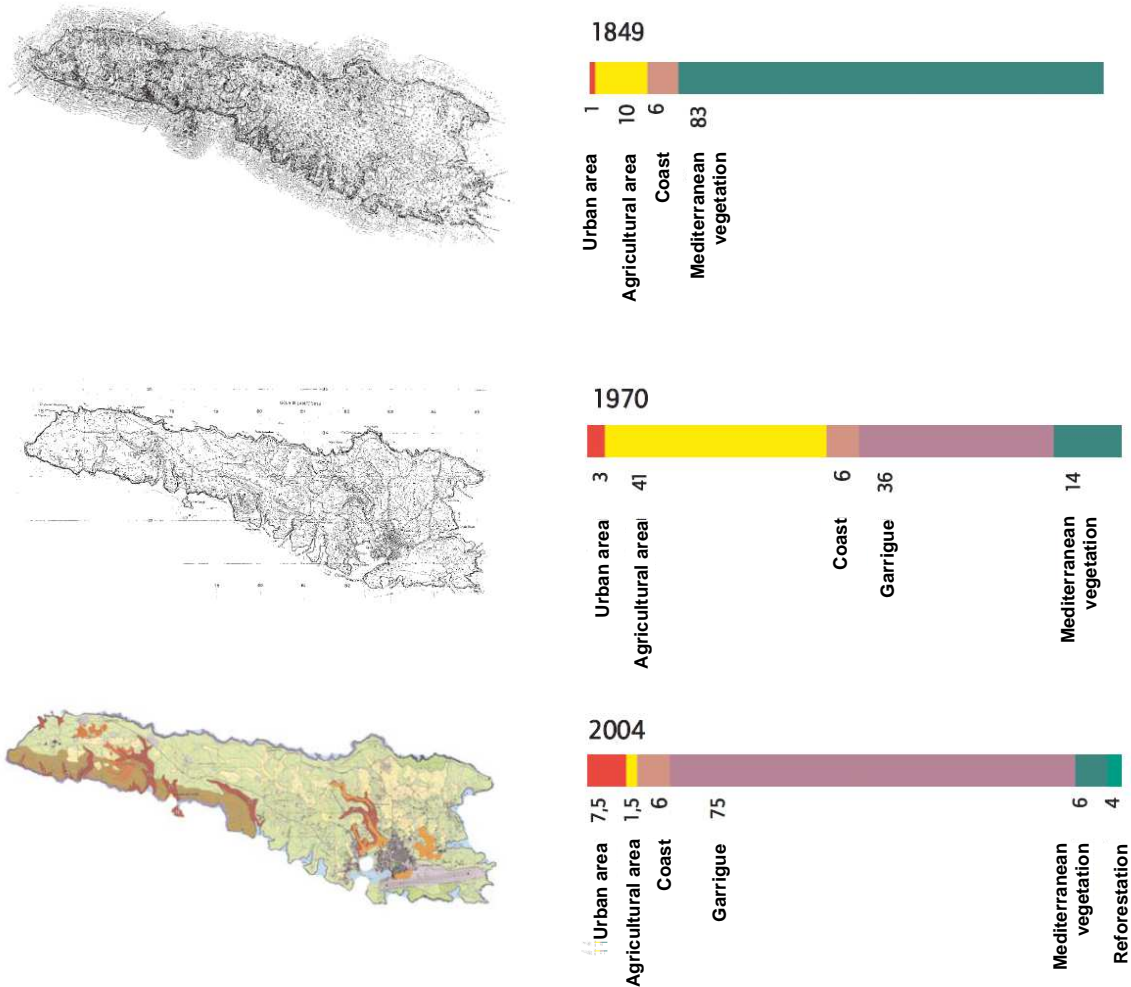 1849
1
10
6
83
Urban area
Agricultural area
Coast
Mediterranean
vegetation
1970
3
41
6
36
14
Urban area
Agricultural area
Coast
Garrigue
Mediterranean
vegetation
2004
7,5
1,5
6
75
6
4
Urban area
Agricultural area
Coast
Garrigue
Mediterranean
vegetation
Reforestation